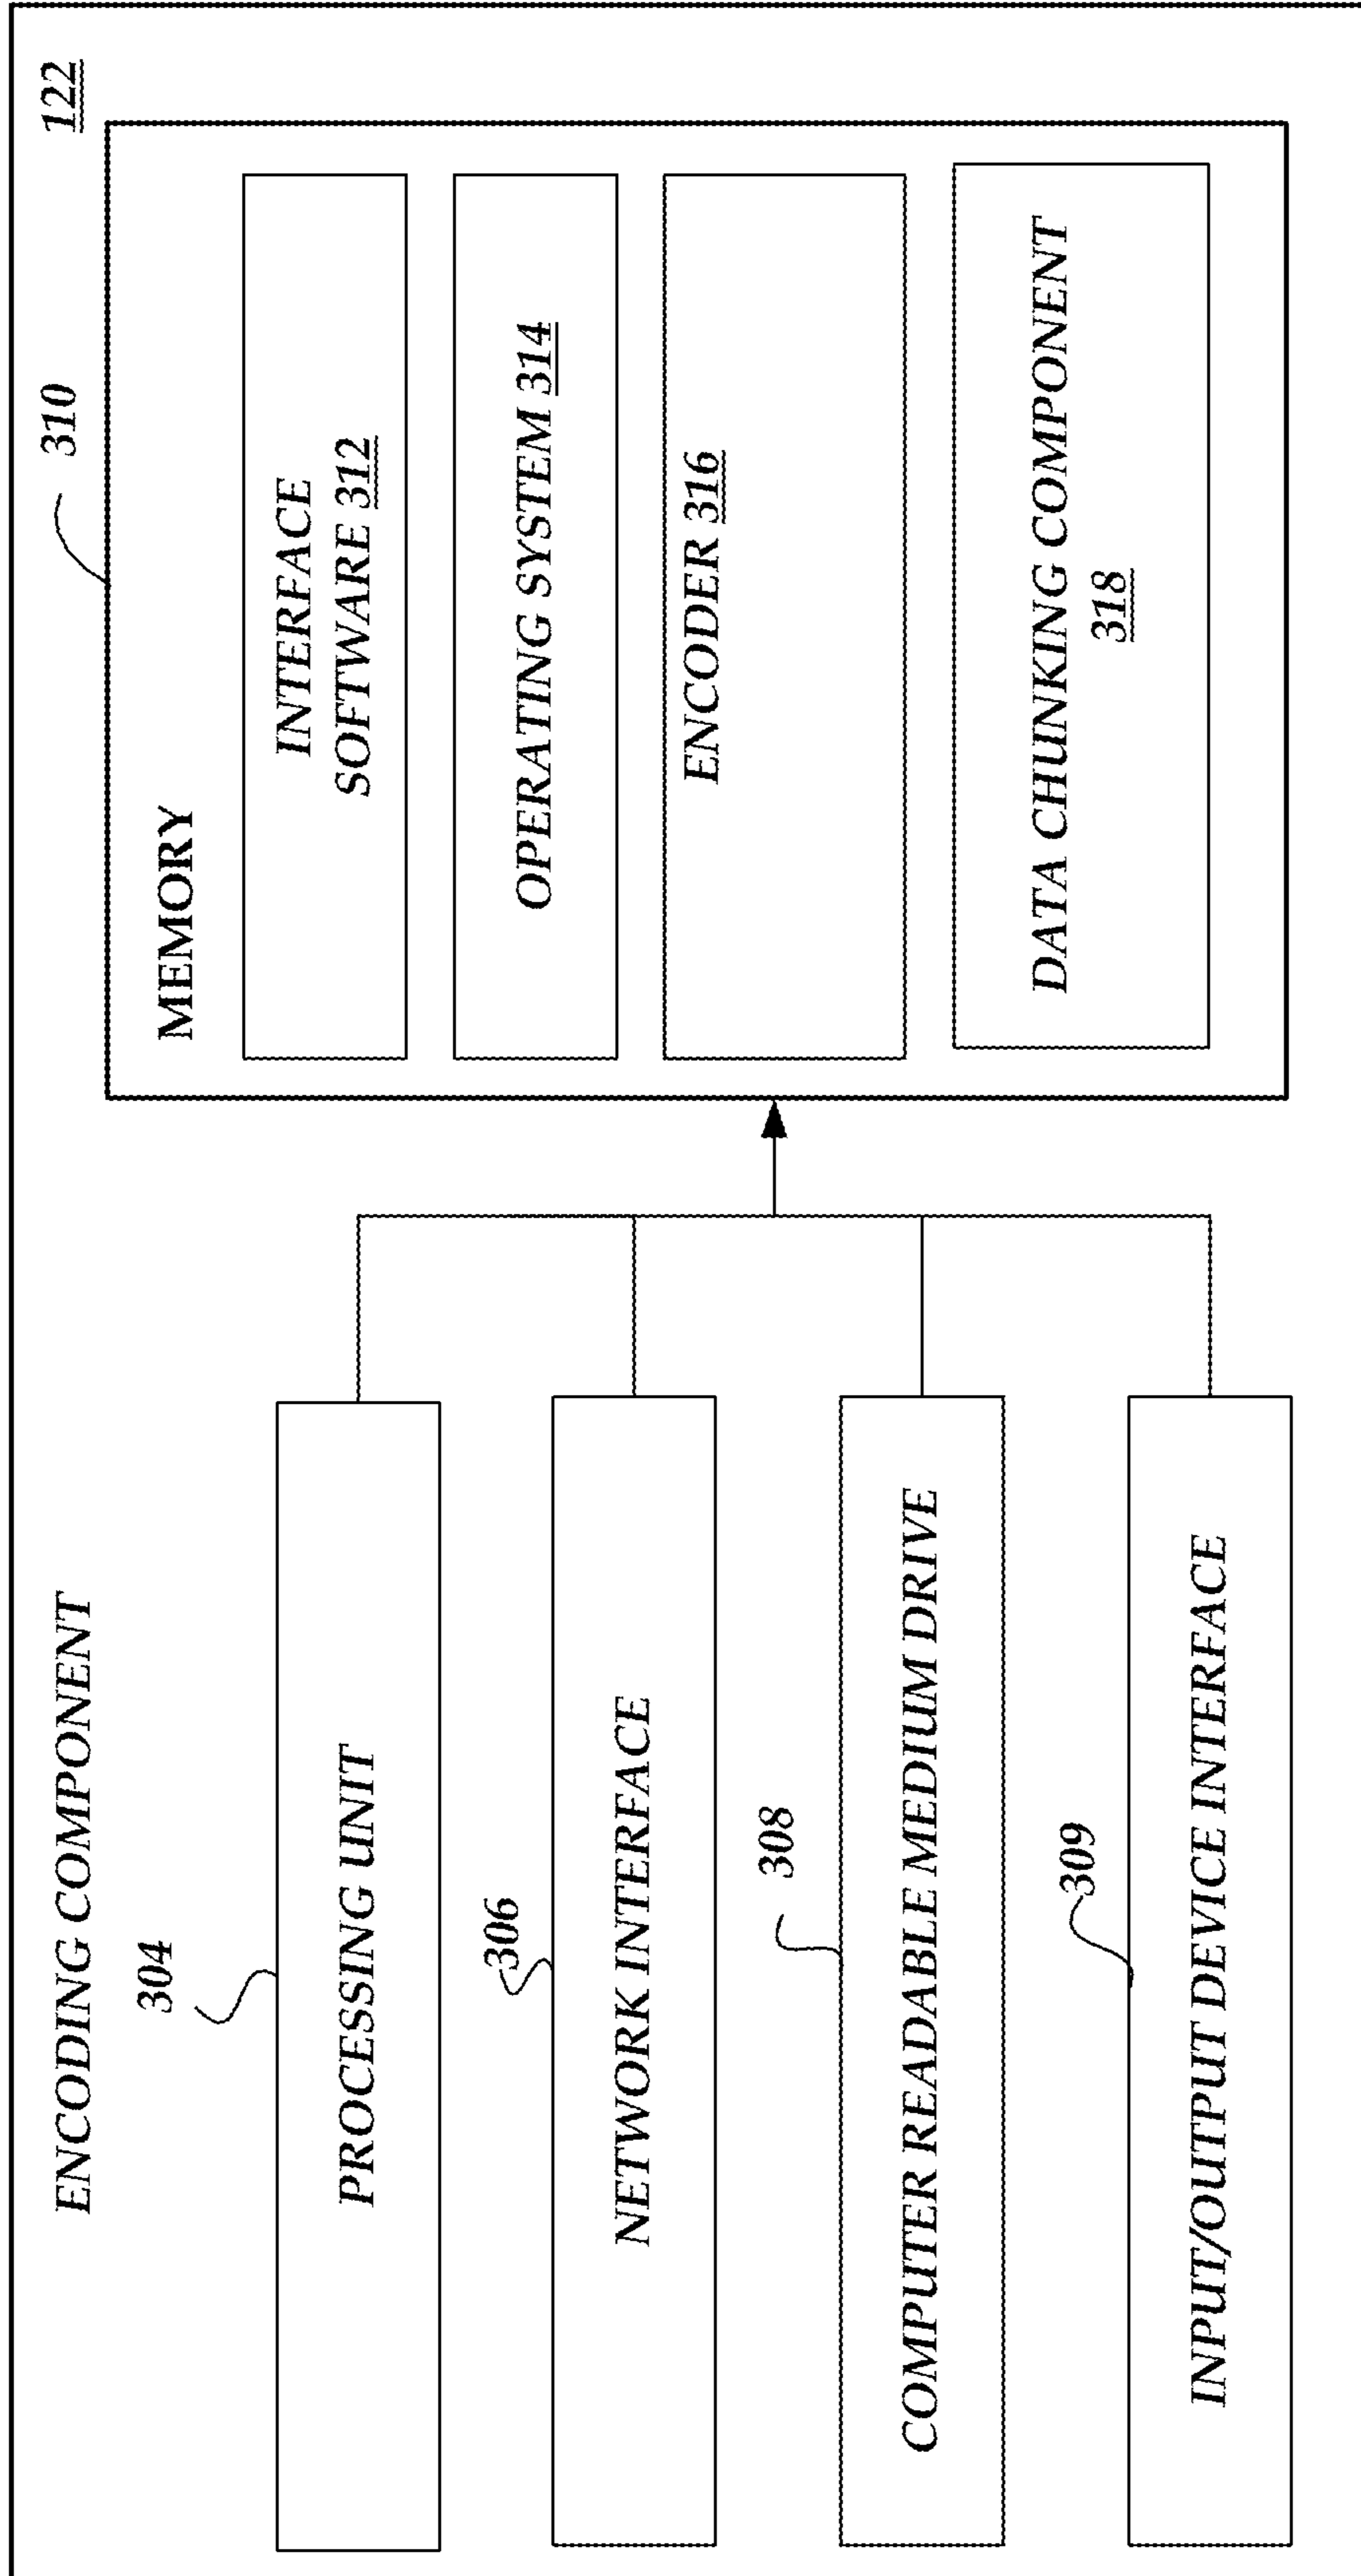 ENCODING COMPONENT
122
304
PROCESSING UNIT
306
NETWORK INTERFACE
308
COMPUTER READABLE MEDIUM DRIVE
309
INPUT/OUTPUT DEVICE INTERFACE
310
MEMORY
INTERFACE
SOFTWARE 312
OPERATING SYSTEM 314
ENCODER 316
DATA CHUNKING COMPONENT
318